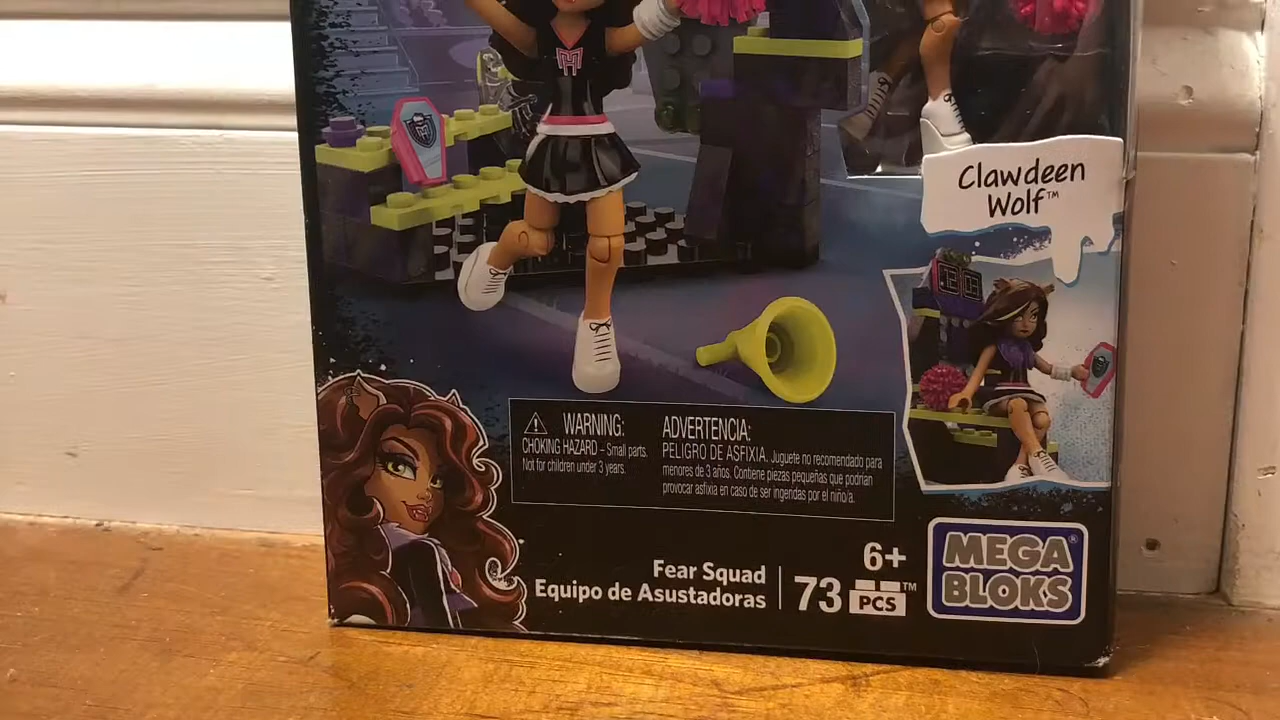 Clawdeen
Wolf™
WARNING:
CHOKING HAZARD – Small parts.
Not for children under 3 years.
ADVERTENCIA:
PELIGRO DE ASFIXIA. Juguete no recomendado para
menores de 3 años. Contiene piezas pequeñas que podrían
provocar asfixia en caso de ser ingeridas por el niño/a.
Fear Squad
Equipo de Asustadoras
6+
73 PCS™
MEGA
BLOKS®